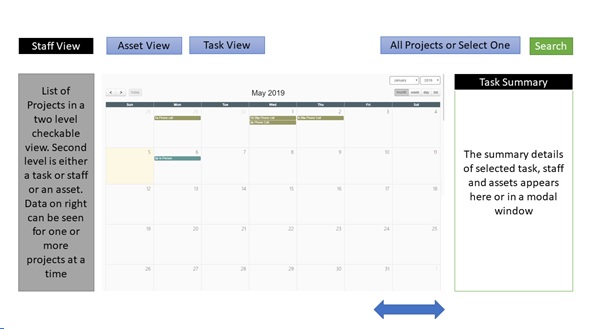 Staff View
Asset View
Task View
All Projects or Select One
Search
List of
Projects in a
two level
checkable
view. Second
level is either
a task or staff
or an asset.
Data on right
can be seen
for one or
more
projects at a
time
January
2019
Today
May 2019
month week day list
Sun Mon Tue Wed Thu Fri Sat
1 2 3 4
5 6 7 8 9 10 11
12 13 14 15 16 17 18
19 20 21 22 23 24 25
26 27 28 29 30 31 1
Task Summary
The summary details
of selected task, staff
and assets appears
here or in a modal
window